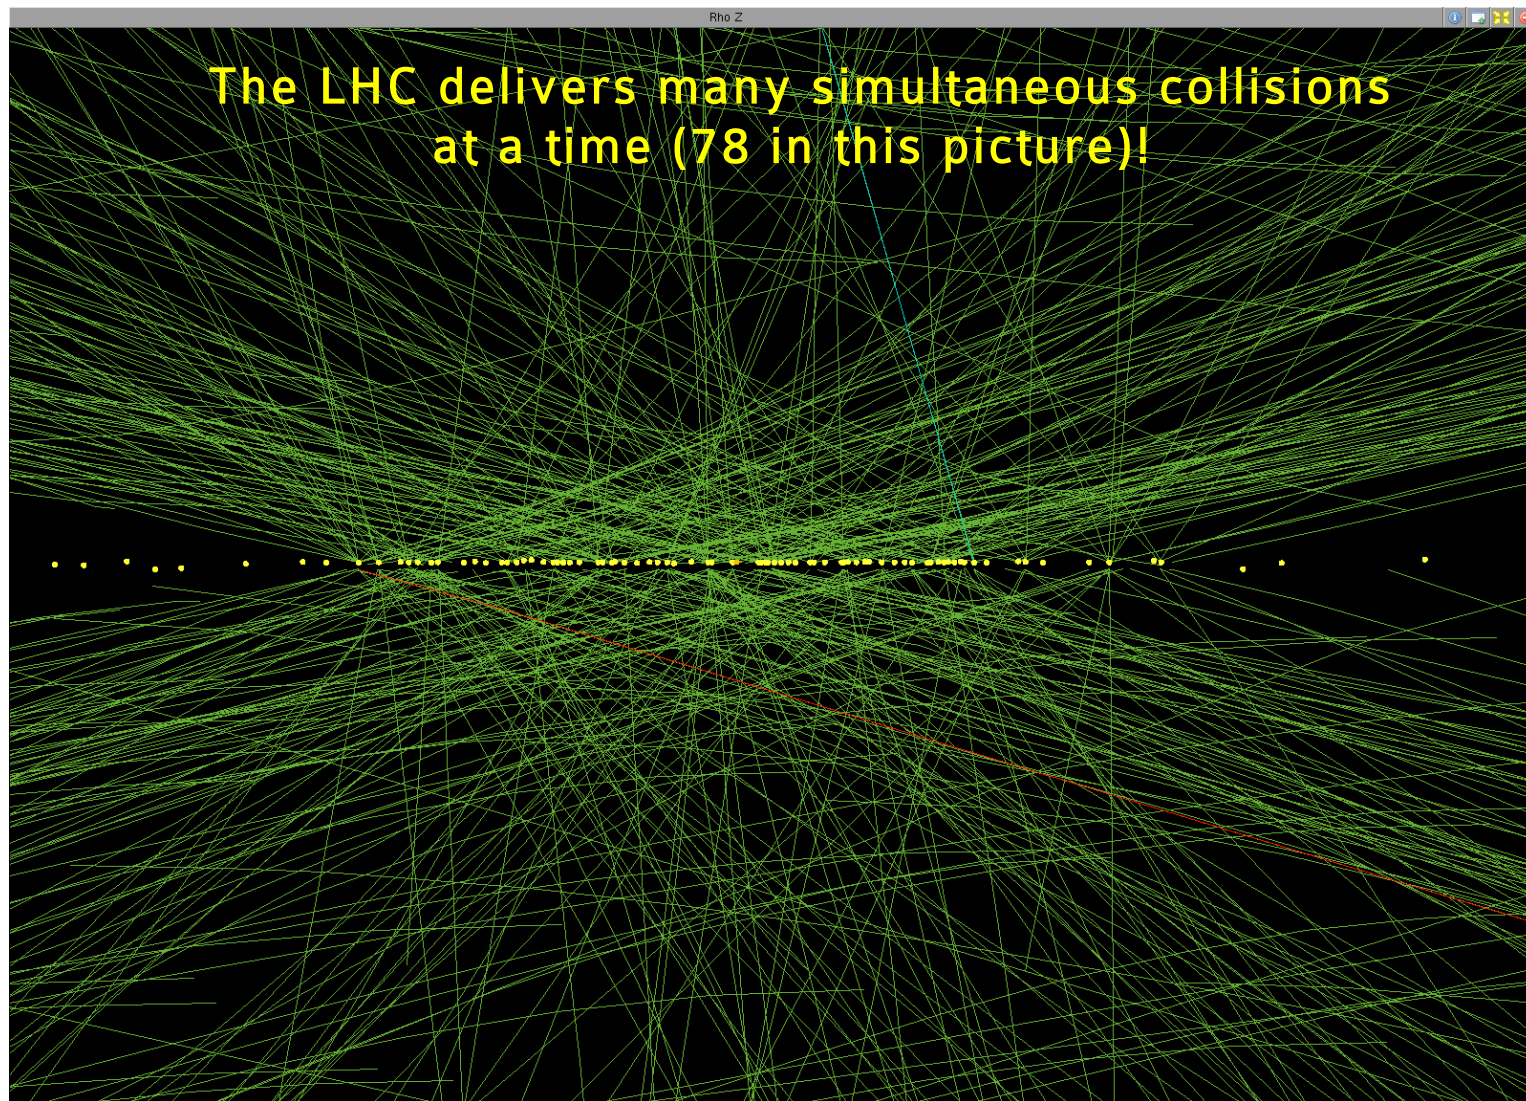 Rho Z
The LHC delivers many simultaneous collisions
at a time (78 in this picture)!